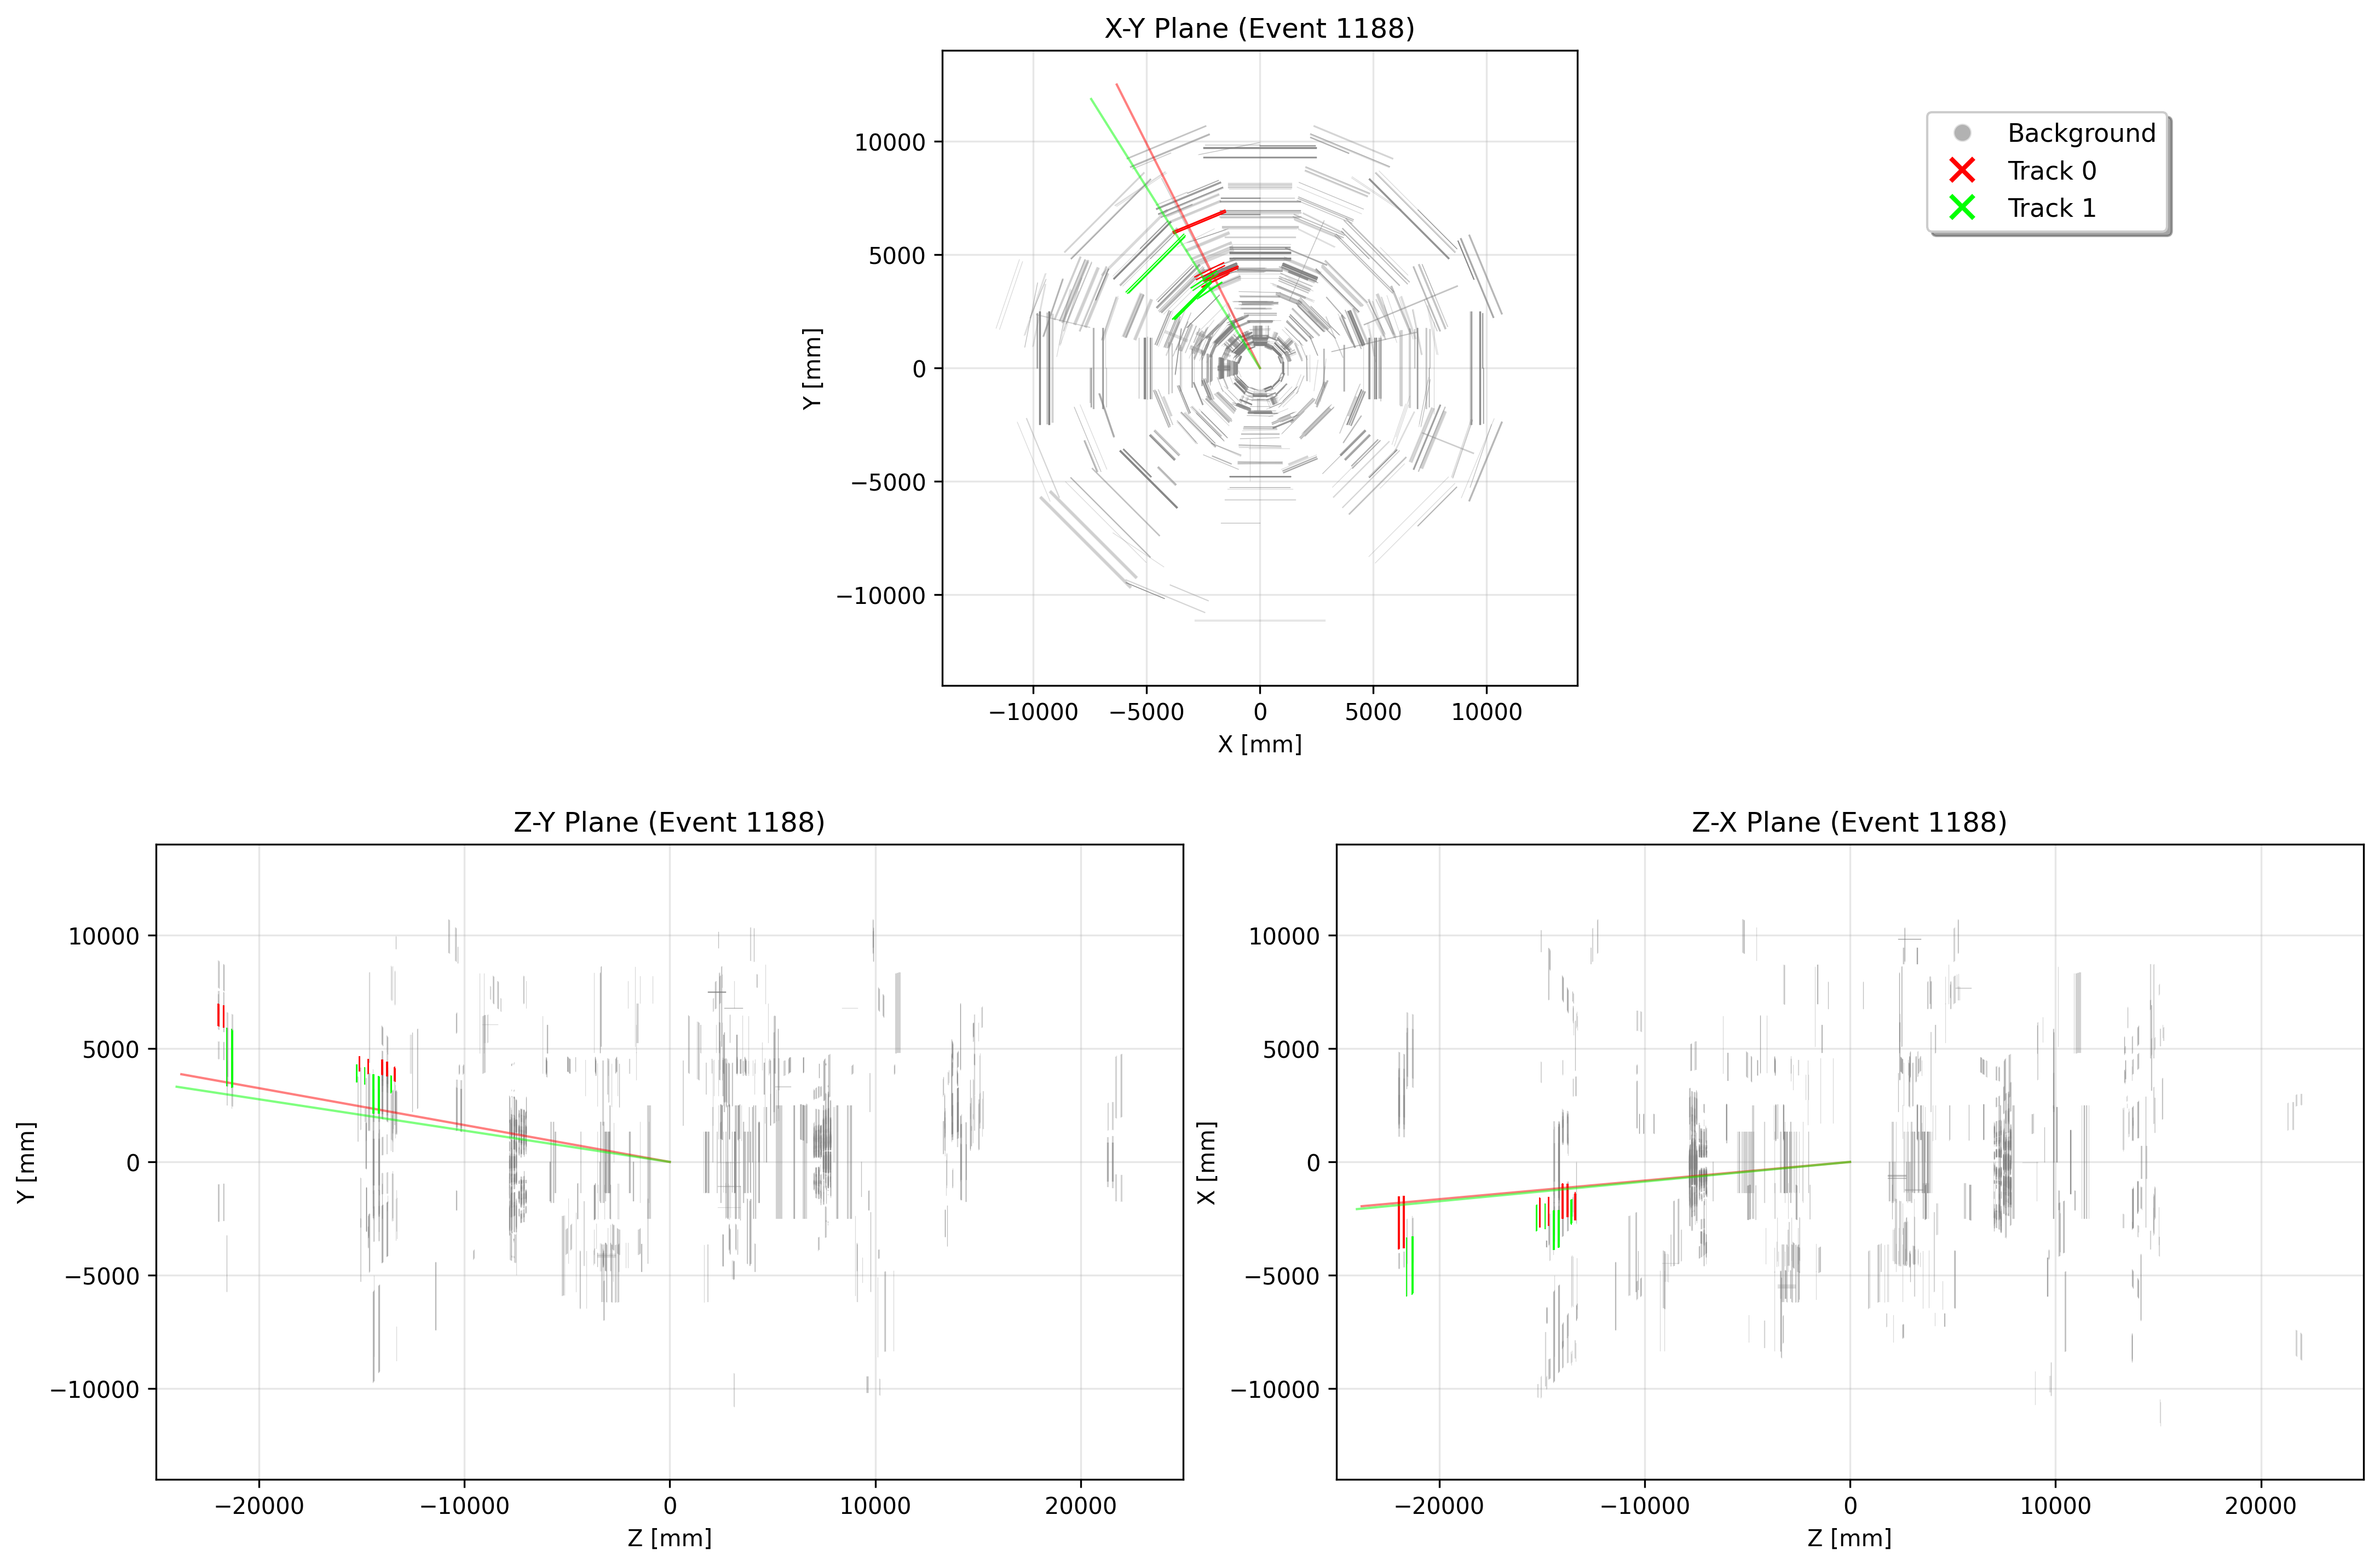 X-Y Plane (Event 1188)
10000
5000
0
−5000
−10000
Y [mm]
−10000 −5000 0 5000 10000
X [mm]
Background
Track 0
Track 1
Z-Y Plane (Event 1188)
10000
5000
0
−5000
−10000
Y [mm]
−20000 −10000 0 10000 20000
Z [mm]
Z-X Plane (Event 1188)
10000
5000
0
−5000
−10000
X [mm]
−20000 −10000 0 10000 20000
Z [mm]